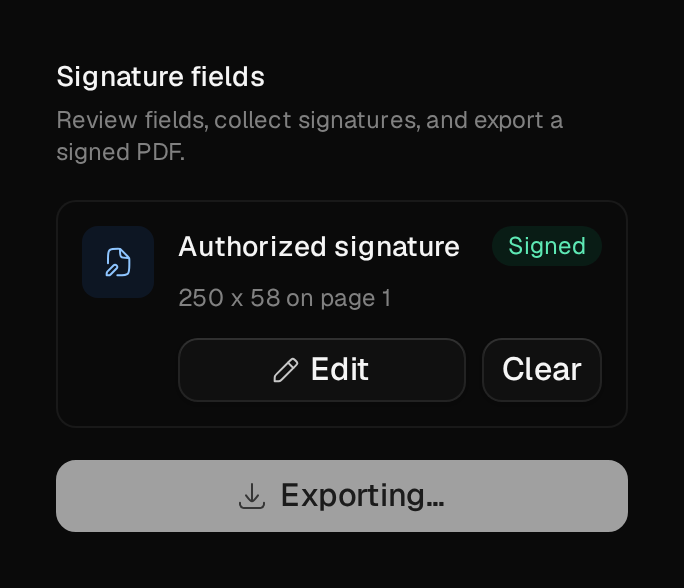 Signature fields
Review fields, collect signatures, and export a
signed PDF.
Authorized signature
Signed
250 x 58 on page 1
Edit
Clear
Exporting...